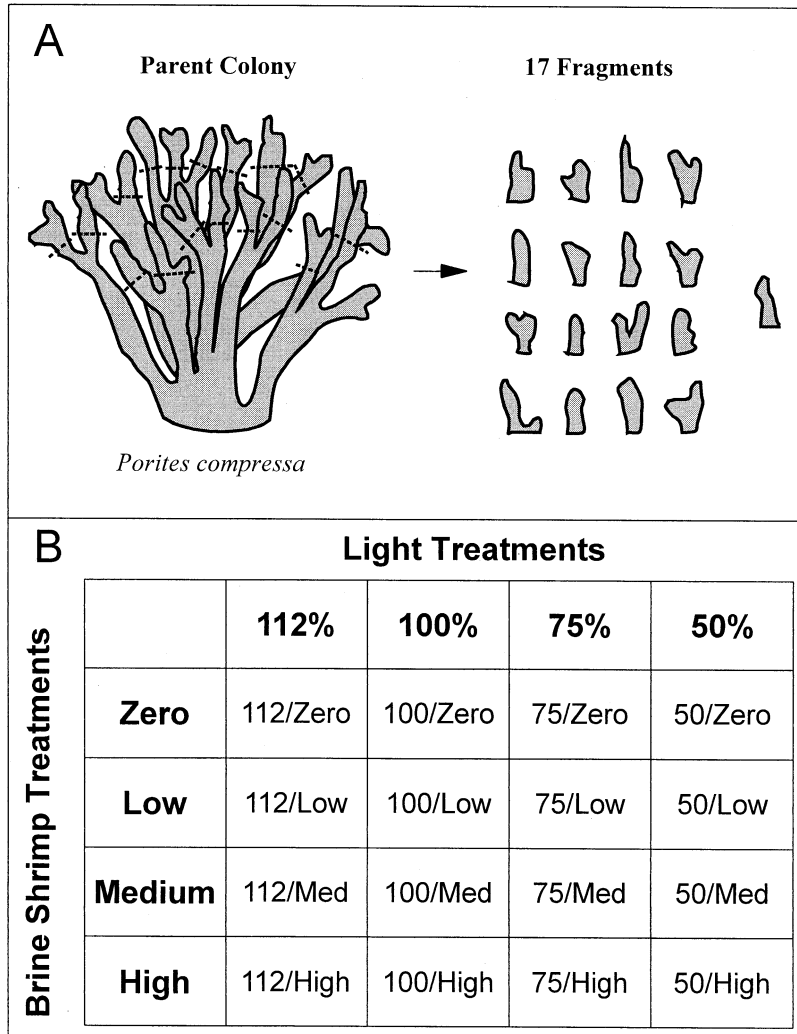 A
Parent Colony 17 Fragments
Porites compressa
B
Light Treatments
Brine Shrimp Treatments
112% 100% 75% 50%
Zero 112/Zero 100/Zero 75/Zero 50/Zero
Low 112/Low 100/Low 75/Low 50/Low
Medium 112/Med 100/Med 75/Med 50/Med
High 112/High 100/High 75/High 50/High